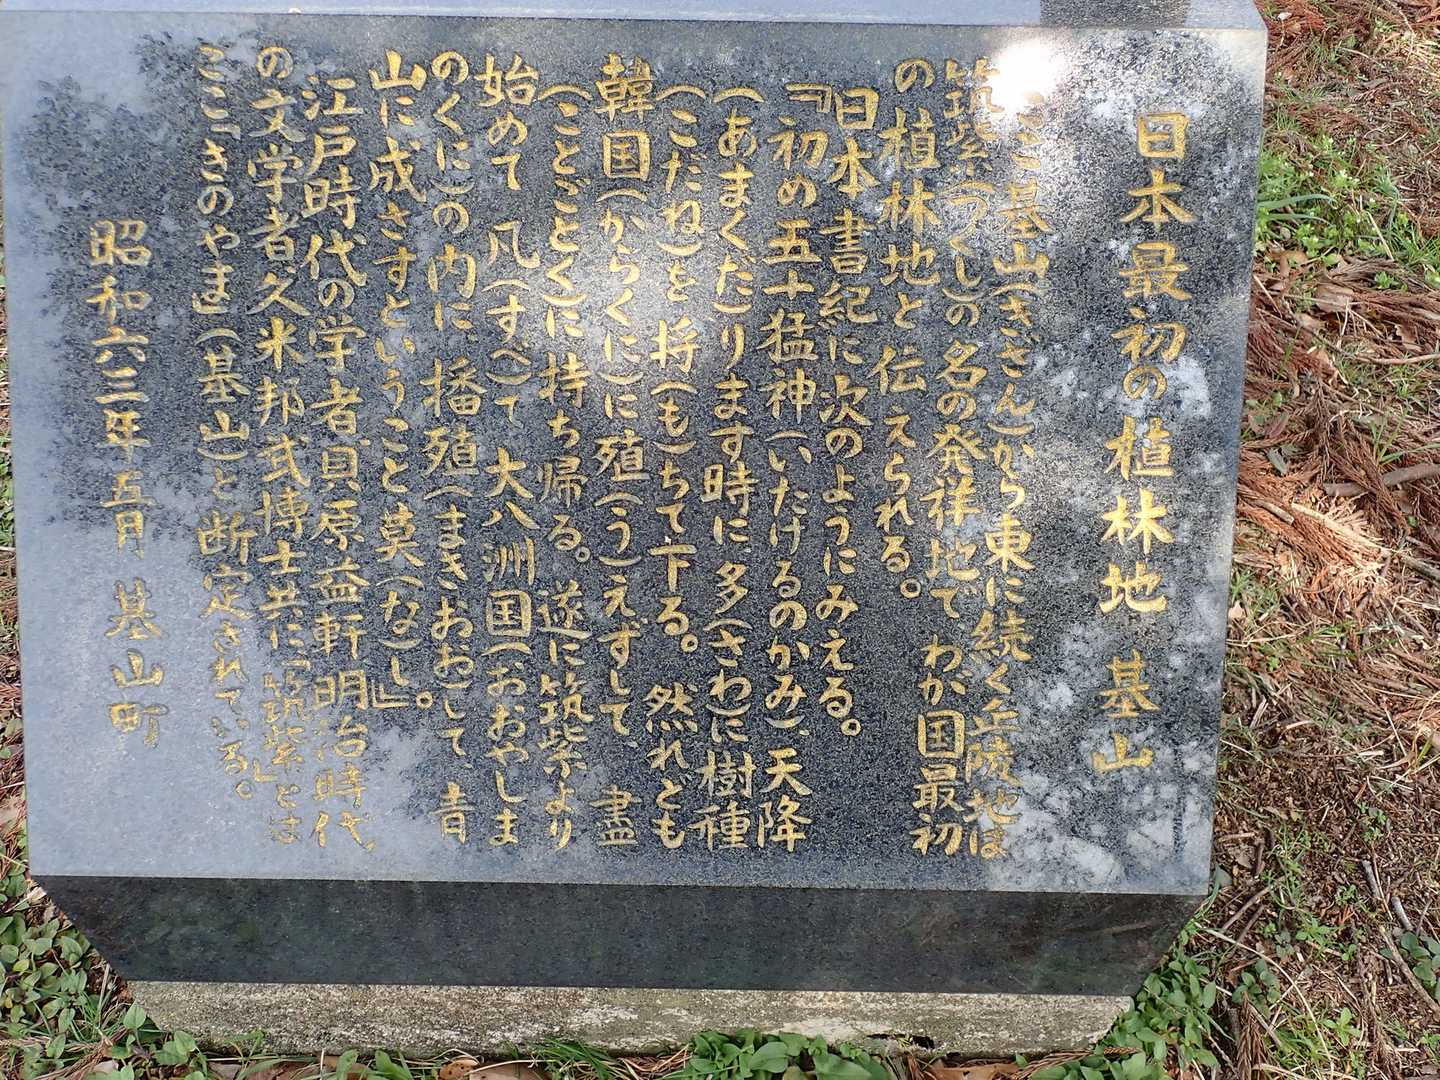 日本最初の植林地 基山
ここ基山(きざん)から東に続く丘陵地は
筑紫(つくし)の名の発祥地で わが国最初
の植林地と伝えられる。
日本書紀に次のようにみえる。
『初め五十猛神(いたけるのかみ)、天降
(あまくだ)ります時に、多(さわ)に樹種
(こだね)を将(も)ちて下る。然れども
韓国(からくに)に殖(う)えずして、盡
(ことごとく)に持ち帰る。遂に筑紫より
始めて 凡(すべ)て 大八洲国(おおやしま
のくに)の内に、播殖(まきおお)して、青
山に成さずということ莫(な)し』。
江戸時代の学者貝原益軒 明治時代
の文学者久米邦武博士共に「筑紫」とは
ここ「きのやま」(基山)と断定されている。
昭和六三年五月 基山町